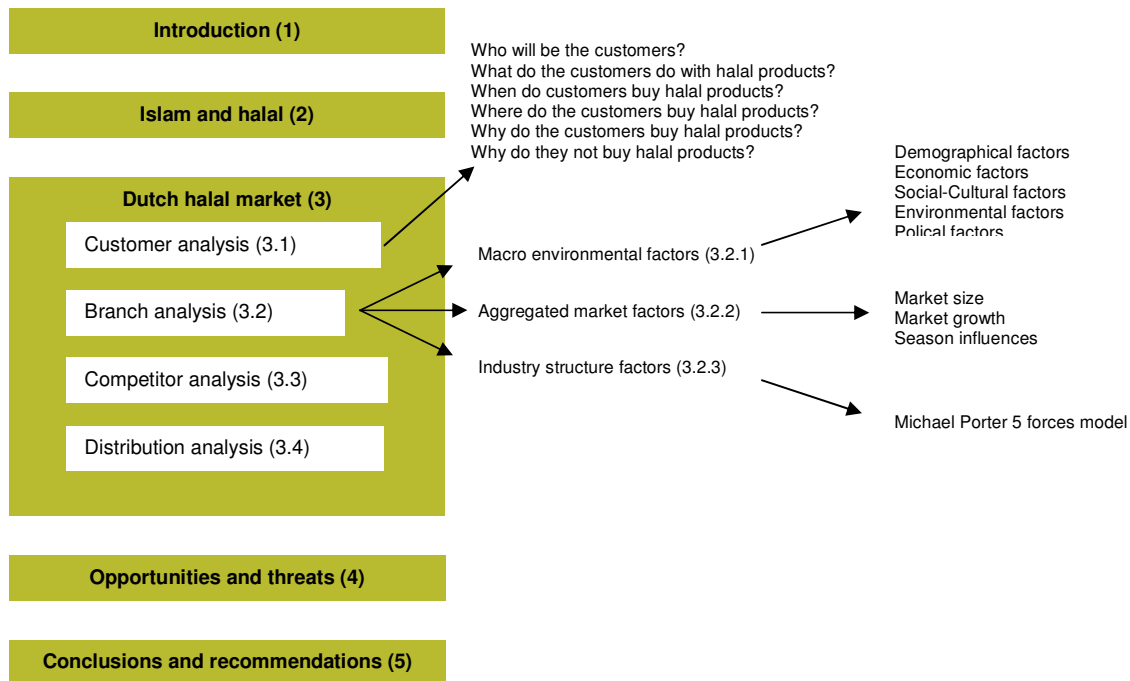 Introduction (1)
Islam and halal (2)
Dutch halal market (3)
Customer analysis (3.1)
Branch analysis (3.2)
Competitor analysis (3.3)
Distribution analysis (3.4)
Opportunities and threats (4)
Conclusions and recommendations (5)
Who will be the customers?
What do the customers do with halal products?
When do customers buy halal products?
Where do the customers buy halal products?
Why do the customers buy halal products?
Why do they not buy halal products?
Macro environmental factors (3.2.1)
Aggregated market factors (3.2.2)
Industry structure factors (3.2.3)
Demographical factors
Economic factors
Social-Cultural factors
Environmental factors
Polical factors
Market size
Market growth
Season influences
Michael Porter 5 forces model